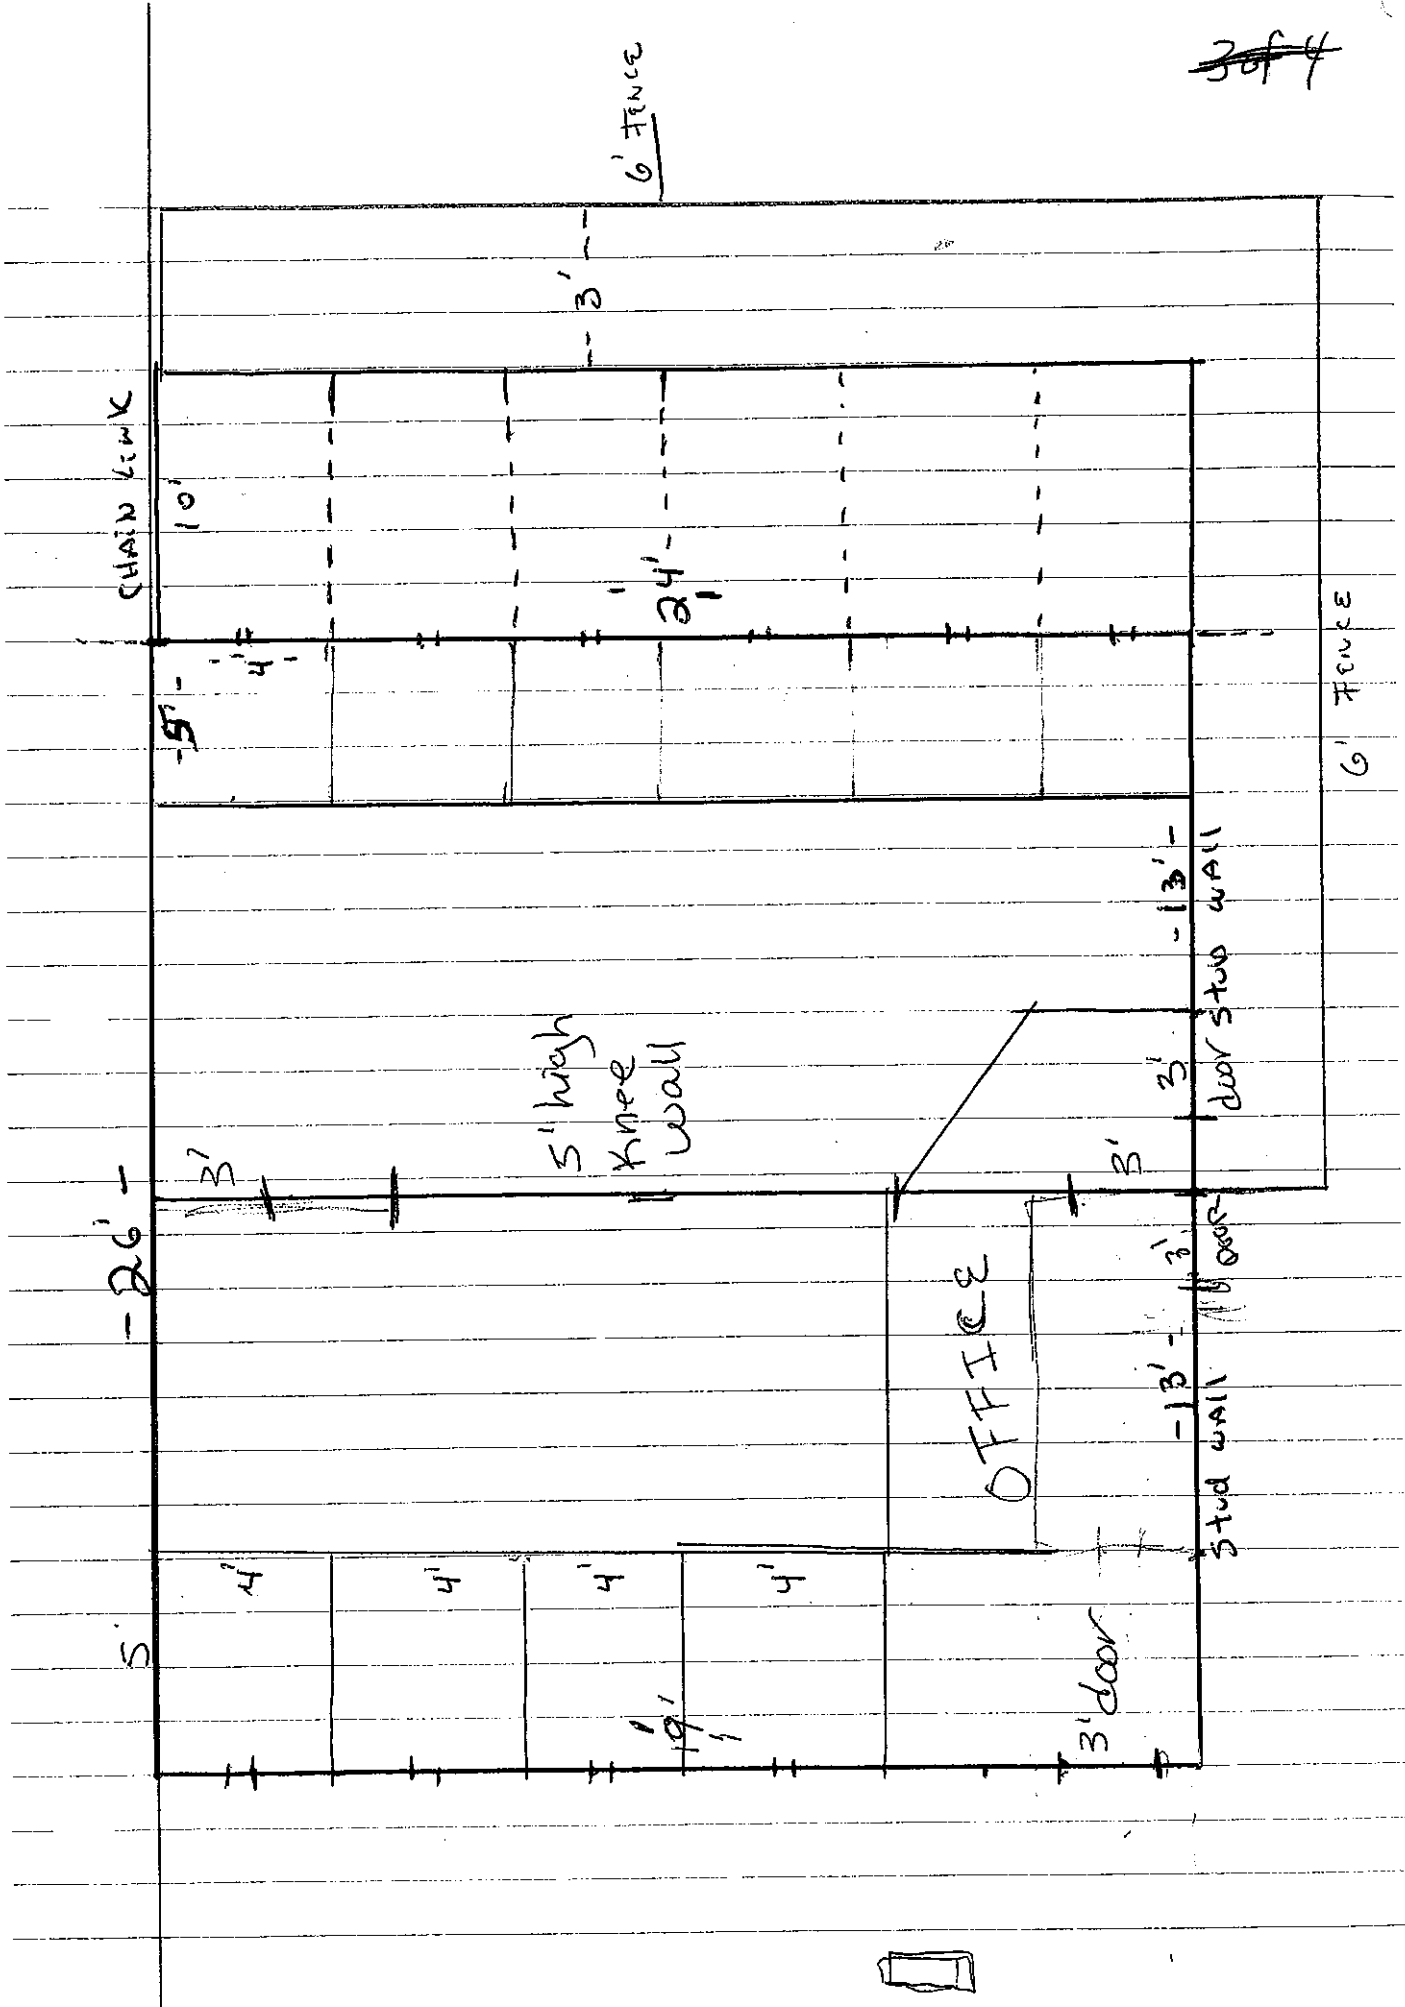 3 of 4
6' FENCE
3'
CHAIN LINK
10'
24'
4'
5'
6' FENCE
-13'-
Stud WALL
3'
door
5' high
Knee
wall
3'
3'
-26'-
3'
DOOR
OFFICE
-13'-
Stud WALL
5'
4'
4'
4'
4'
19'
3' door